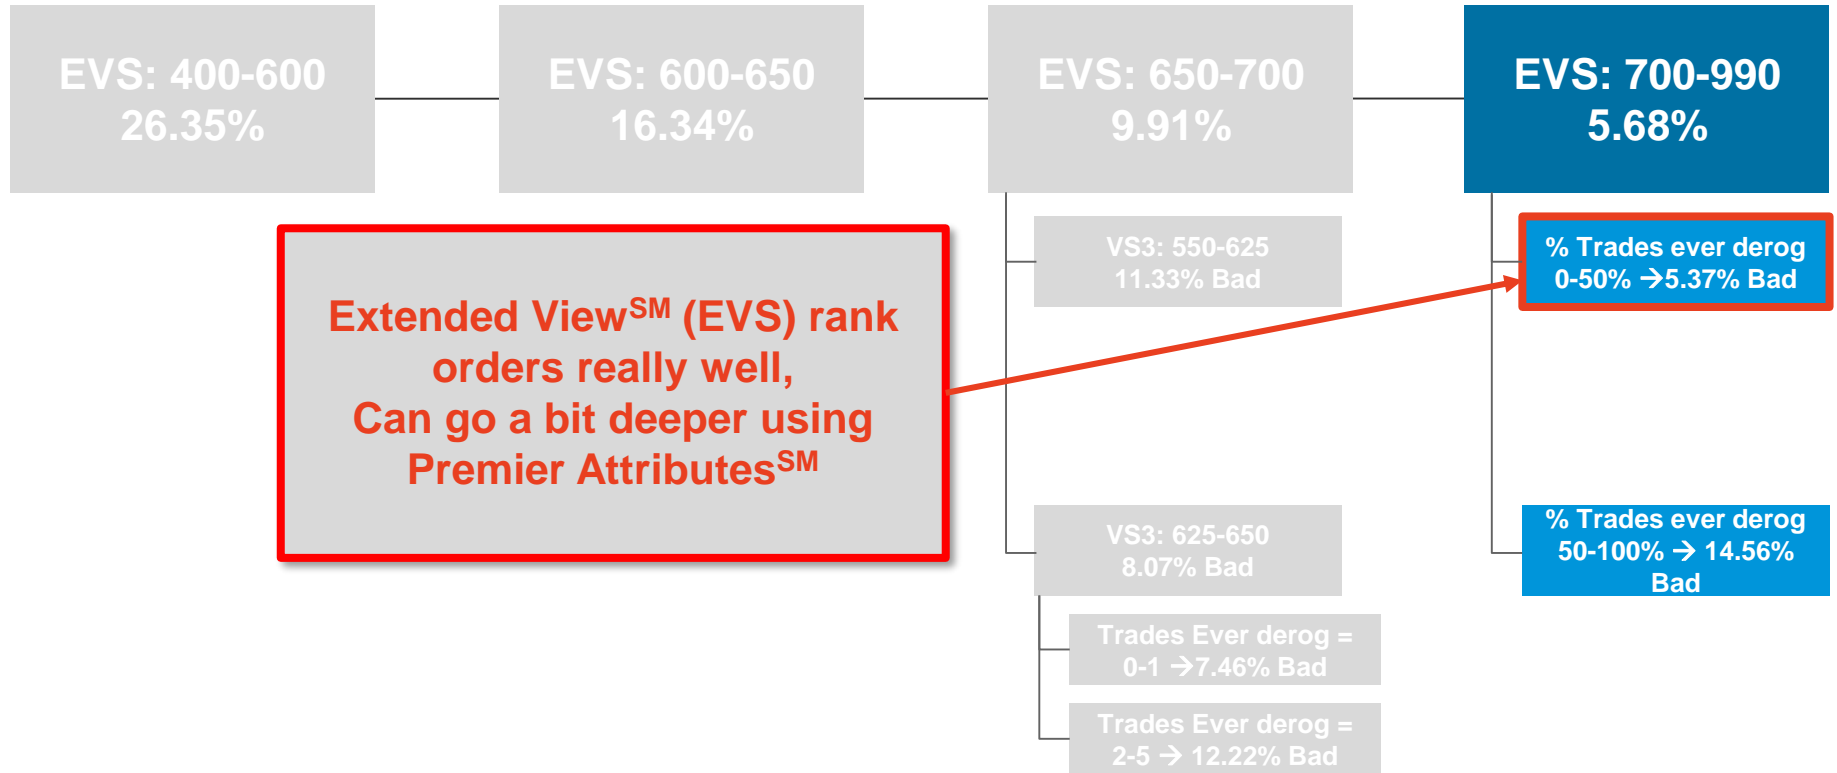 EVS: 400-600
26.35%
EVS: 600-650
16.34%
EVS: 650-700
9.91%
EVS: 700-990
5.68%
VS3: 550-625
11.33% Bad
% Trades ever derog
0-50% →5.37% Bad
Extended ViewSM (EVS) rank
orders really well,
Can go a bit deeper using
Premier AttributesSM
VS3: 625-650
8.07% Bad
% Trades ever derog
50-100% → 14.56%
Bad
Trades Ever derog =
0-1 →7.46% Bad
Trades Ever derog =
2-5 → 12.22% Bad